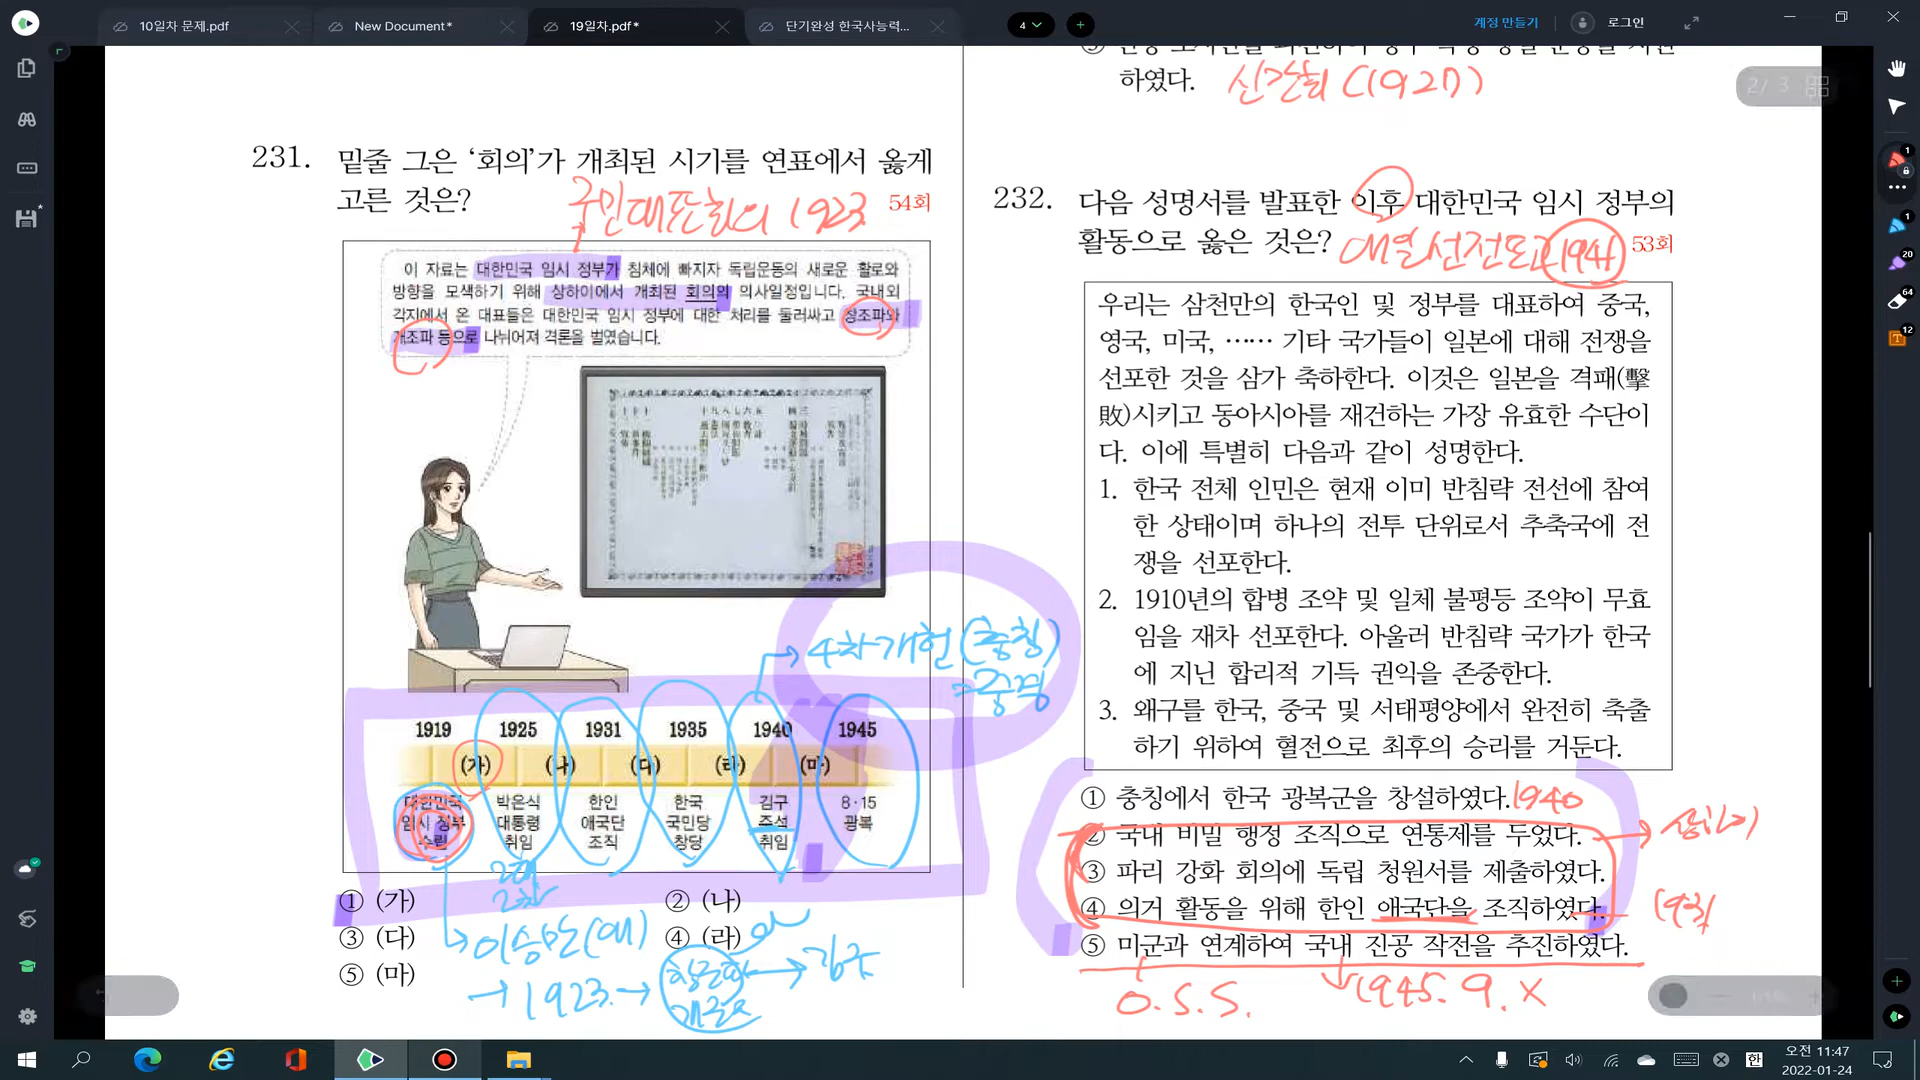 10일차 문제.pdf
New Document*
19일차.pdf*
단기완성 한국사능력...
4
계정 만들기
로그인
231. 밑줄 그은 ‘회의’가 개최된 시기를 연표에서 옳게
고른 것은?
국민대표회의 1923
54회
이 자료는 대한민국 임시 정부가 침체에 빠지자 독립운동의 새로운 활로와
방향을 모색하기 위해 상하이에서 개최된 회의의 의사일정입니다. 국내외
각지에서 온 대표들은 대한민국 임시 정부에 대한 처리를 둘러싸고 창조파와
개조파 등으로 나뉘어져 격론을 벌였습니다.
4차개헌 (충칭)
=중경
1919 1925 1931 1935 1940 1945
(가) (나) (다) (라) (마)
대한민국 임시 정부 수립
박은식 대통령 취임
한인 애국단 조직
한국 국민당 창당
김구 주석 취임
8·15 광복
① (가) ② (나)
③ (다) ④ (라)
⑤ (마)
2대
2차
이승만(대)
→ 1923 →
창조파
개조파
→ 김구
하였다.
신간회 (1927)
2/ 3
232. 다음 성명서를 발표한 이후 대한민국 임시 정부의
활동으로 옳은 것은?
대일선전포고 1941
53회
우리는 삼천만의 한국인 및 정부를 대표하여 중국,
영국, 미국, …… 기타 국가들이 일본에 대해 전쟁을
선포한 것을 삼가 축하한다. 이것은 일본을 격패(擊
敗)시키고 동아시아를 재건하는 가장 유효한 수단이
다. 이에 특별히 다음과 같이 성명한다.
1. 한국 전체 인민은 현재 이미 반침략 전선에 참여
한 상태이며 하나의 전투 단위로서 추축국에 전
쟁을 선포한다.
2. 1910년의 합병 조약 및 일체 불평등 조약이 무효
임을 재차 선포한다. 아울러 반침략 국가가 한국
에 지닌 합리적 기득 권익을 존중한다.
3. 왜구를 한국, 중국 및 서태평양에서 완전히 축출
하기 위하여 혈전으로 최후의 승리를 거둔다.
① 충칭에서 한국 광복군을 창설하였다. 1940
② 국내 비밀 행정 조직으로 연통제를 두었다. → 상하이
③ 파리 강화 회의에 독립 청원서를 제출하였다.
④ 의거 활동을 위해 한인 애국단을 조직하였다.
⑤ 미군과 연계하여 국내 진공 작전을 추진하였다.
O.S.S.
1945. 9. X
1
1
20
64
12
한
오전 11:47
2022-01-24